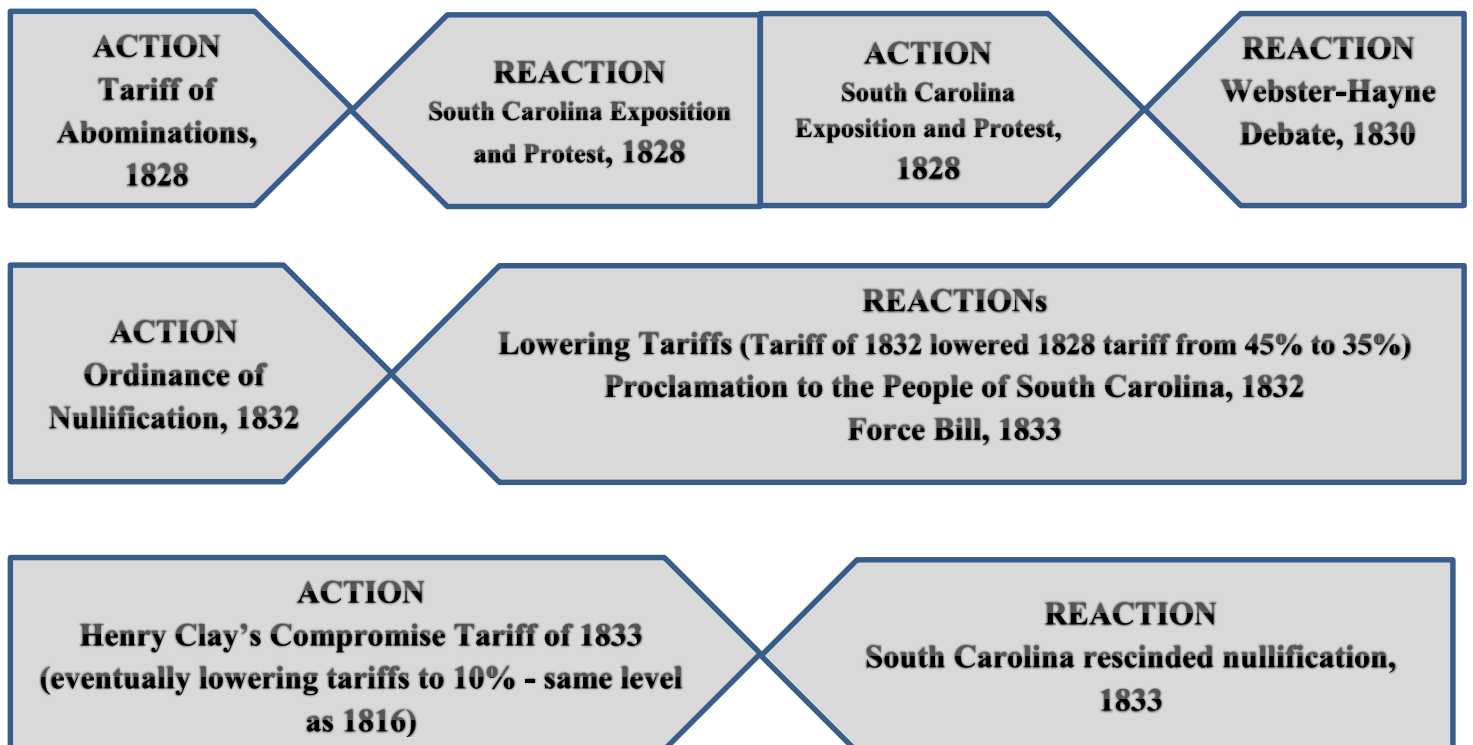 ACTION
Tariff of
Abominations,
1828
REACTION
South Carolina Exposition
and Protest, 1828
ACTION
South Carolina
Exposition and Protest,
1828
REACTION
Webster-Hayne
Debate, 1830
ACTION
Ordinance of
Nullification, 1832
REACTIONs
Lowering Tariffs (Tariff of 1832 lowered 1828 tariff from 45% to 35%)
Proclamation to the People of South Carolina, 1832
Force Bill, 1833
ACTION
Henry Clay’s Compromise Tariff of 1833
(eventually lowering tariffs to 10% - same level
as 1816)
REACTION
South Carolina rescinded nullification,
1833